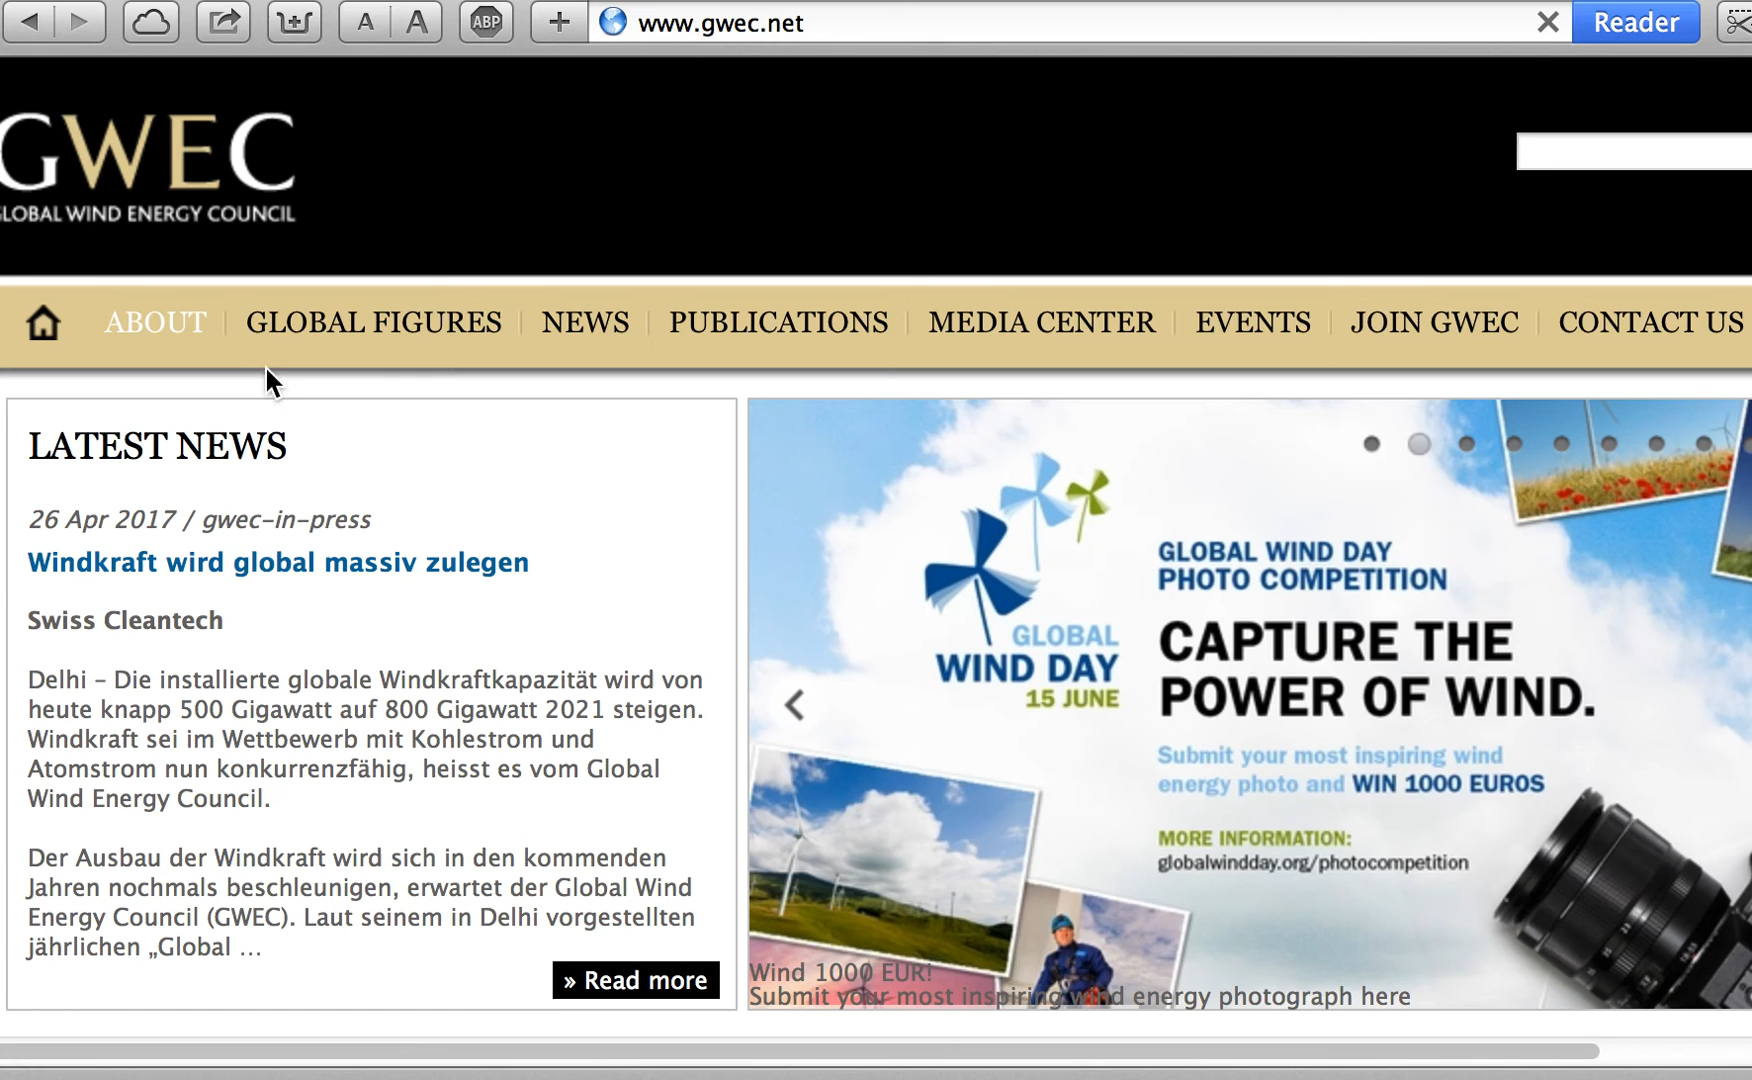 A A ABP + www.gwec.net Reader
GWEC
GLOBAL WIND ENERGY COUNCIL
ABOUT GLOBAL FIGURES NEWS PUBLICATIONS MEDIA CENTER EVENTS JOIN GWEC CONTACT US
LATEST NEWS
26 Apr 2017 / gwec-in-press
Windkraft wird global massiv zulegen
Swiss Cleantech
Delhi – Die installierte globale Windkraftkapazität wird von
heute knapp 500 Gigawatt auf 800 Gigawatt 2021 steigen.
Windkraft sei im Wettbewerb mit Kohlestrom und
Atomstrom nun konkurrenzfähig, heisst es vom Global
Wind Energy Council.
Der Ausbau der Windkraft wird sich in den kommenden
Jahren nochmals beschleunigen, erwartet der Global Wind
Energy Council (GWEC). Laut seinem in Delhi vorgestellten
jährlichen „Global ...
» Read more
GLOBAL
WIND DAY
15 JUNE
GLOBAL WIND DAY
PHOTO COMPETITION
CAPTURE THE
POWER OF WIND.
Submit your most inspiring wind
energy photo and WIN 1000 EUROS
MORE INFORMATION:
globalwindday.org/photocompetition
Wind 1000 EUR!
Submit your most inspiring wind energy photograph here